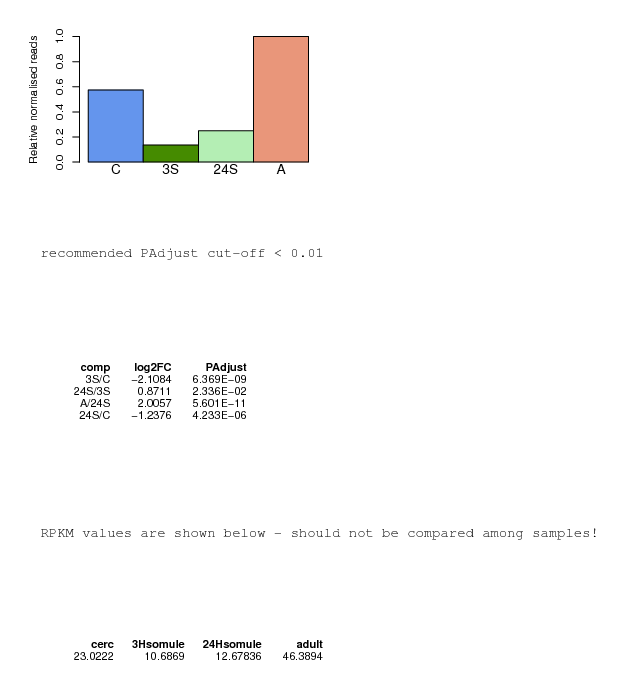 Relative normalised reads
1.0
0.8
0.6
0.4
0.2
0.0
C 3S 24S A
recommended PAdjust cut-off < 0.01
comp log2FC PAdjust
3S/C −2.1084 6.369E−09
24S/3S 0.8711 2.336E−02
A/24S 2.0057 5.601E−11
24S/C −1.2376 4.233E−06
RPKM values are shown below - should not be compared among samples!
cerc 3Hsomule 24Hsomule adult
23.0222 10.6869 12.67836 46.3894